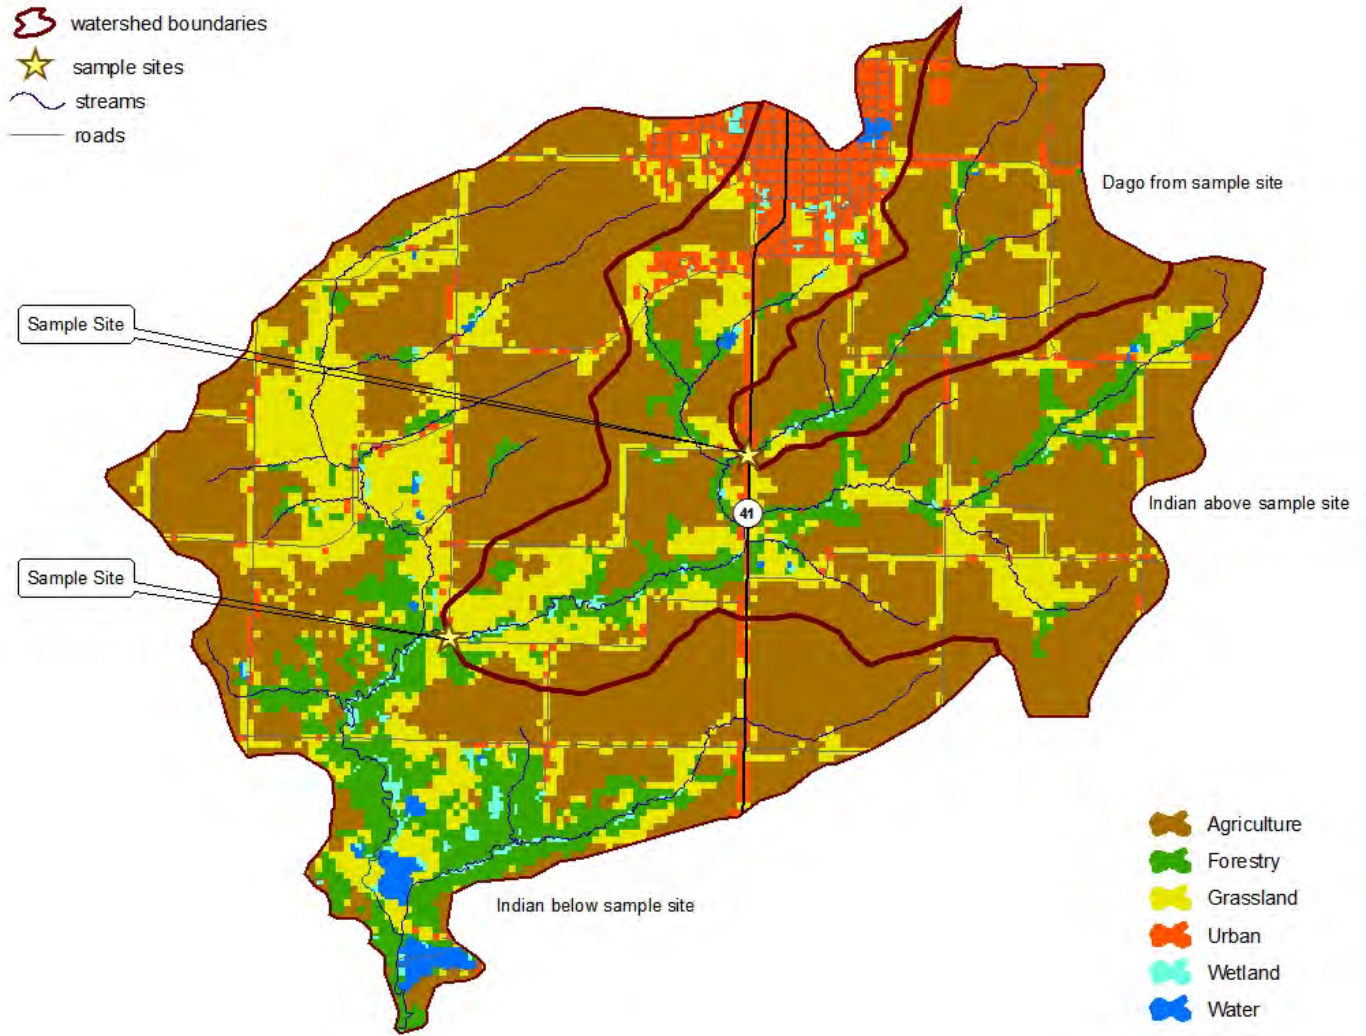 watershed boundaries
sample sites
streams
roads
Dago from sample site
Sample Site
Indian above sample site
41
Sample Site
Agriculture
Forestry
Grassland
Indian below sample site
Urban
Wetland
Water